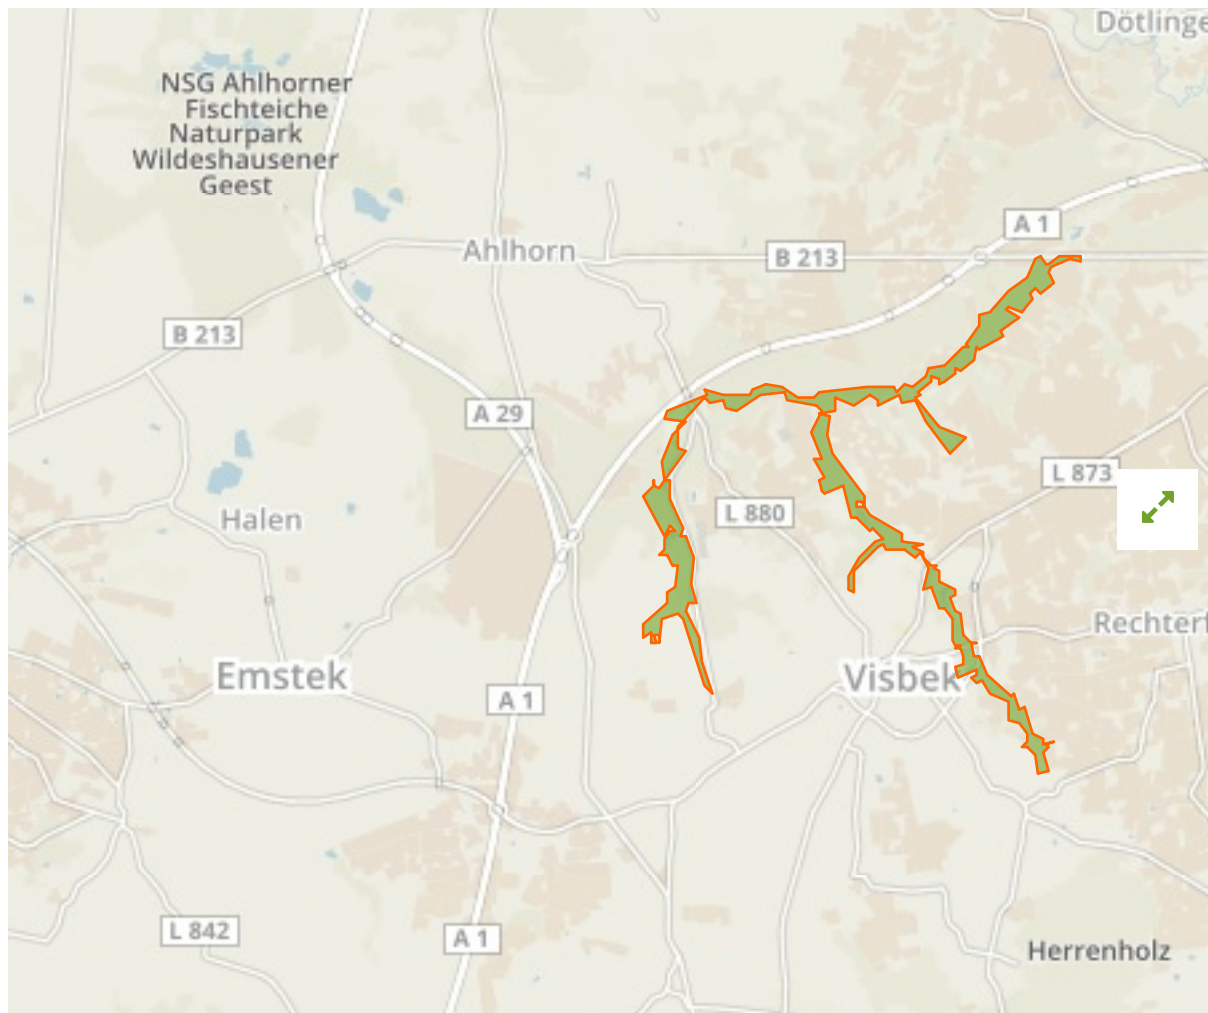 Dötlinge
NSG Ahlhorner
Fischteiche
Naturpark
Wildeshausener
Geest
A 1
Ahlhorn
B 213
B 213
A 29
L 873
L 880
Halen
Rechterf
Emstek
Visbek
A 1
L 842
A 1
Herrenholz